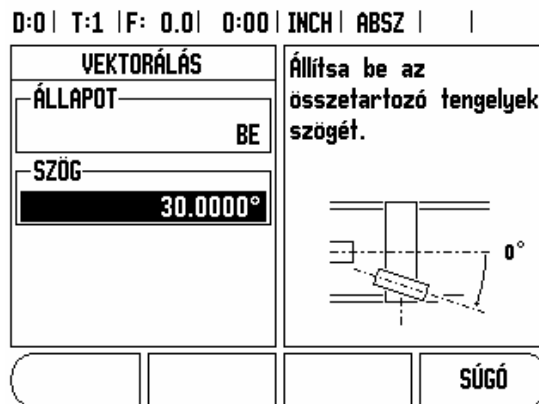 D:0 | T:1 | F: 0.0 | 0:00 | INCH | ABSZ | |
VEKTORÁLÁS
ÁLLAPOT
BE
SZÖG
30.0000°
Állítsa be az
összetartozó tengelyek
szögét.
0°
SÚGÓ